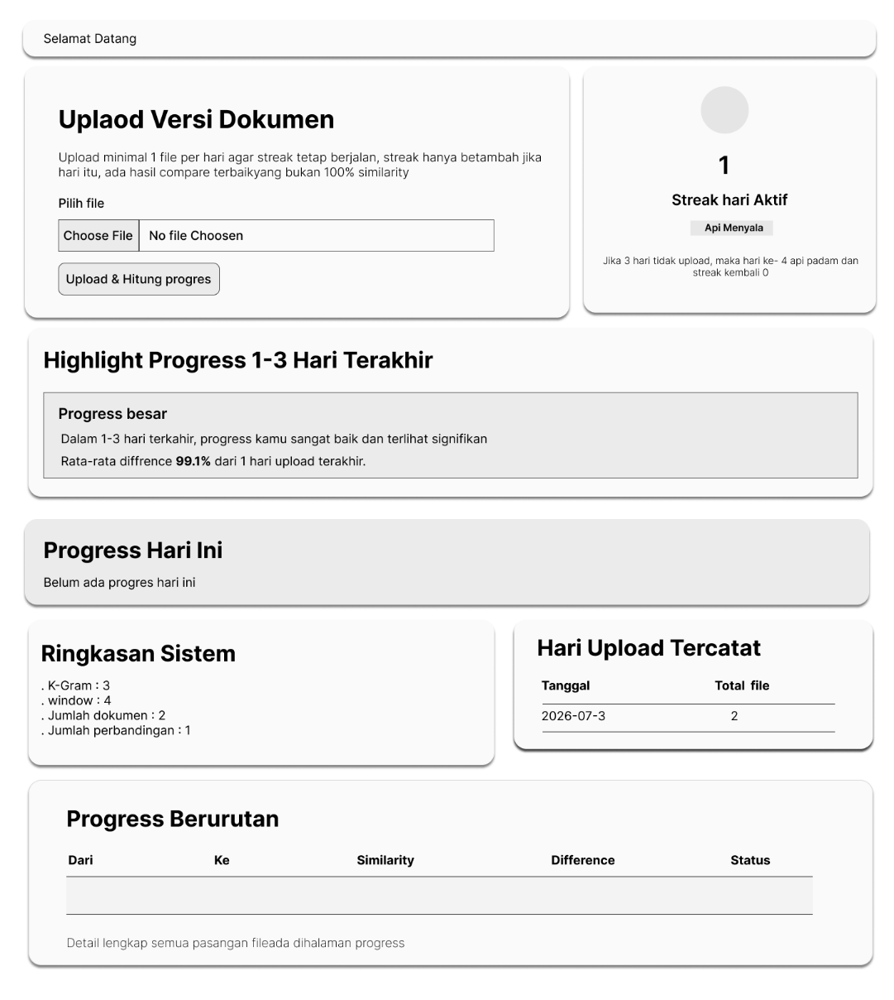 Selamat Datang
Uplaod Versi Dokumen
Upload minimal 1 file per hari agar streak tetap berjalan, streak hanya betambah jika
hari itu, ada hasil compare terbaikyang bukan 100% similarity
Pilih file
Choose File
No file Choosen
Upload & Hitung progres
1
Streak hari Aktif
Api Menyala
Jika 3 hari tidak upload, maka hari ke- 4 api padam dan
streak kembali 0
Highlight Progress 1-3 Hari Terakhir
Progress besar
Dalam 1-3 hari terkahir, progress kamu sangat baik dan terlihat signifikan
Rata-rata diffrence 99.1% dari 1 hari upload terakhir.
Progress Hari Ini
Belum ada progres hari ini
Ringkasan Sistem
. K-Gram : 3
. window : 4
. Jumlah dokumen : 2
. Jumlah perbandingan : 1
Hari Upload Tercatat
Tanggal Total file
2026-07-3 2
Progress Berurutan
Dari Ke Similarity Difference Status
Detail lengkap semua pasangan fileada dihalaman progress